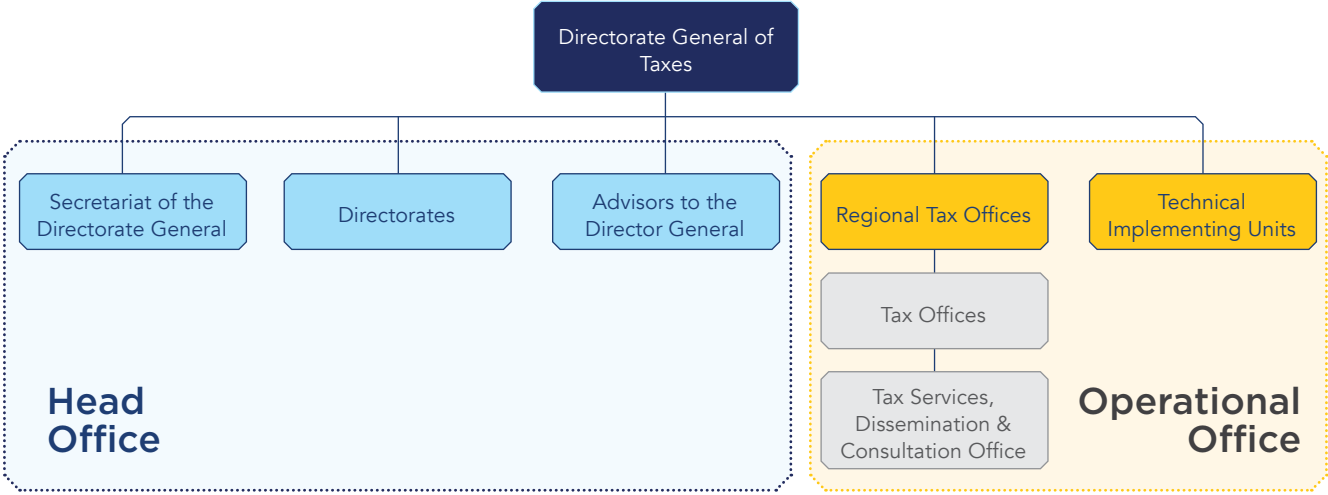 Directorate General of
Taxes
Secretariat of the
Directorate General
Directorates
Advisors to the
Director General
Regional Tax Offices
Technical
Implementing Units
Tax Offices
Tax Services,
Dissemination &
Consultation Office
Head
Office
Operational
Office